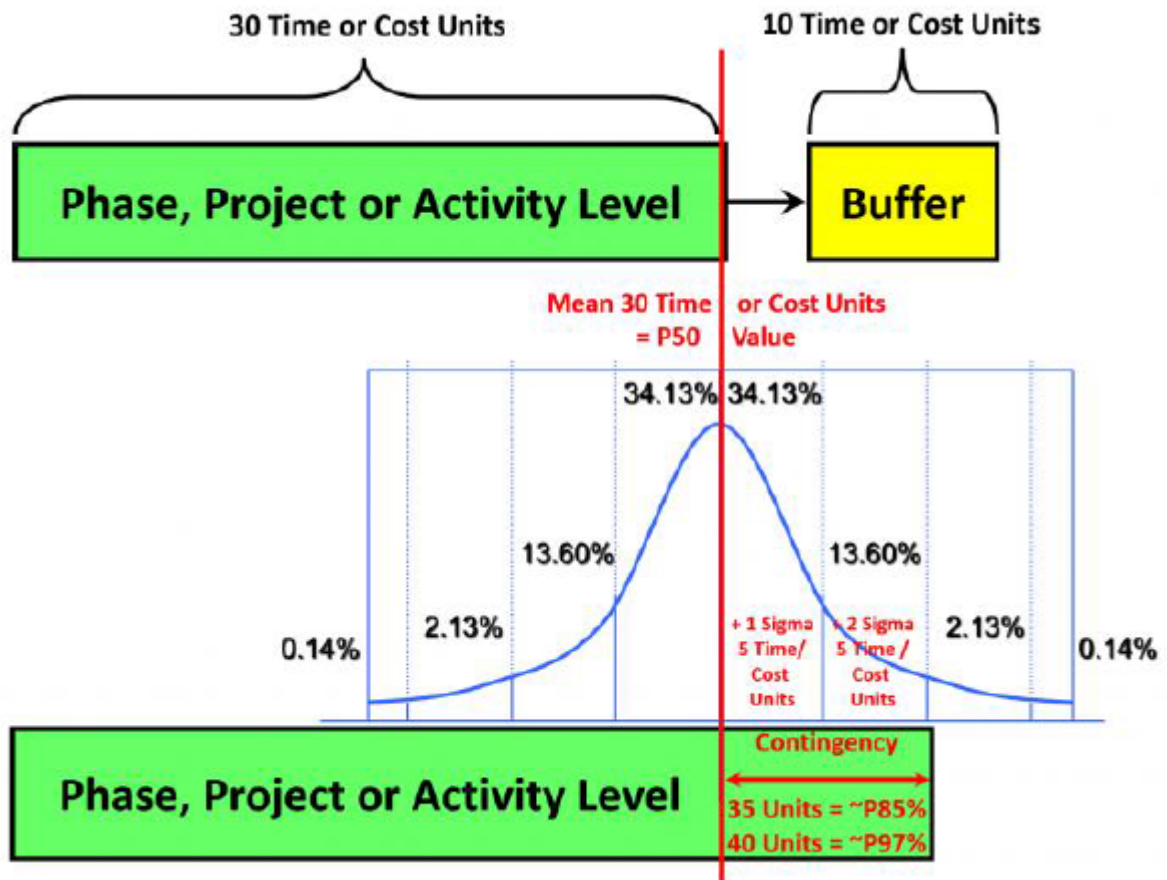 30 Time or Cost Units
10 Time or Cost Units
Phase, Project or Activity Level
Buffer
Mean 30 Time or Cost Units
= P50 Value
34.13% 34.13%
13.60% 13.60%
2.13% 2.13%
0.14% 0.14%
+ 1 Sigma
5 Time/
Cost
Units
+ 2 Sigma
5 Time /
Cost
Units
Phase, Project or Activity Level
Contingency
35 Units = ~P85%
40 Units = ~P97%